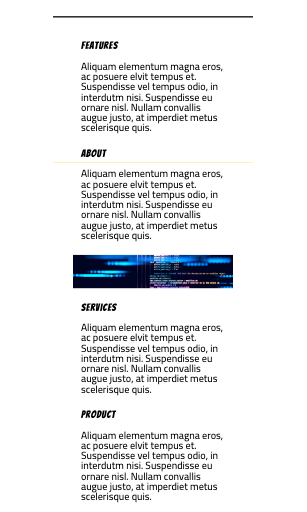 FEATURES
Aliquam elementum magna eros,
ac posuere elvit tempus et.
Suspendisse vel tempus odio, in
interdutm nisi. Suspendisse eu
ornare nisl. Nullam convallis
augue justo, at imperdiet metus
scelerisque quis.
ABOUT
Aliquam elementum magna eros,
ac posuere elvit tempus et.
Suspendisse vel tempus odio, in
interdutm nisi. Suspendisse eu
ornare nisl. Nullam convallis
augue justo, at imperdiet metus
scelerisque quis.
SERVICES
Aliquam elementum magna eros,
ac posuere elvit tempus et.
Suspendisse vel tempus odio, in
interdutm nisi. Suspendisse eu
ornare nisl. Nullam convallis
augue justo, at imperdiet metus
scelerisque quis.
PRODUCT
Aliquam elementum magna eros,
ac posuere elvit tempus et.
Suspendisse vel tempus odio, in
interdutm nisi. Suspendisse eu
ornare nisl. Nullam convallis
augue justo, at imperdiet metus
scelerisque quis.